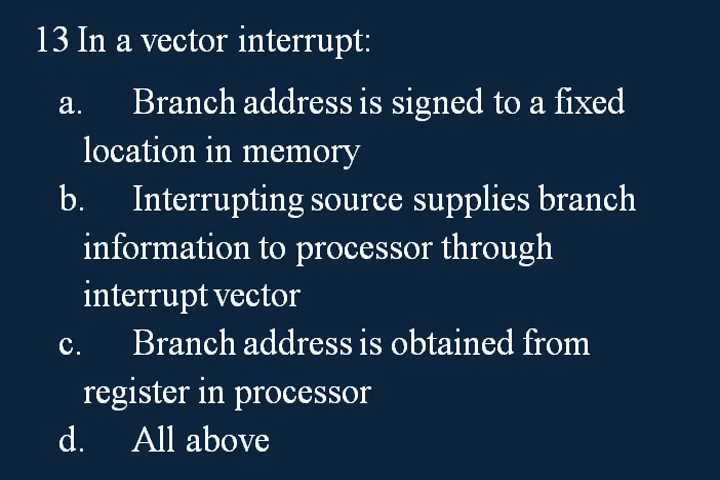 13 In a vector interrupt:
a. Branch address is signed to a fixed
location in memory
b. Interrupting source supplies branch
information to processor through
interrupt vector
c. Branch address is obtained from
register in processor
d. All above